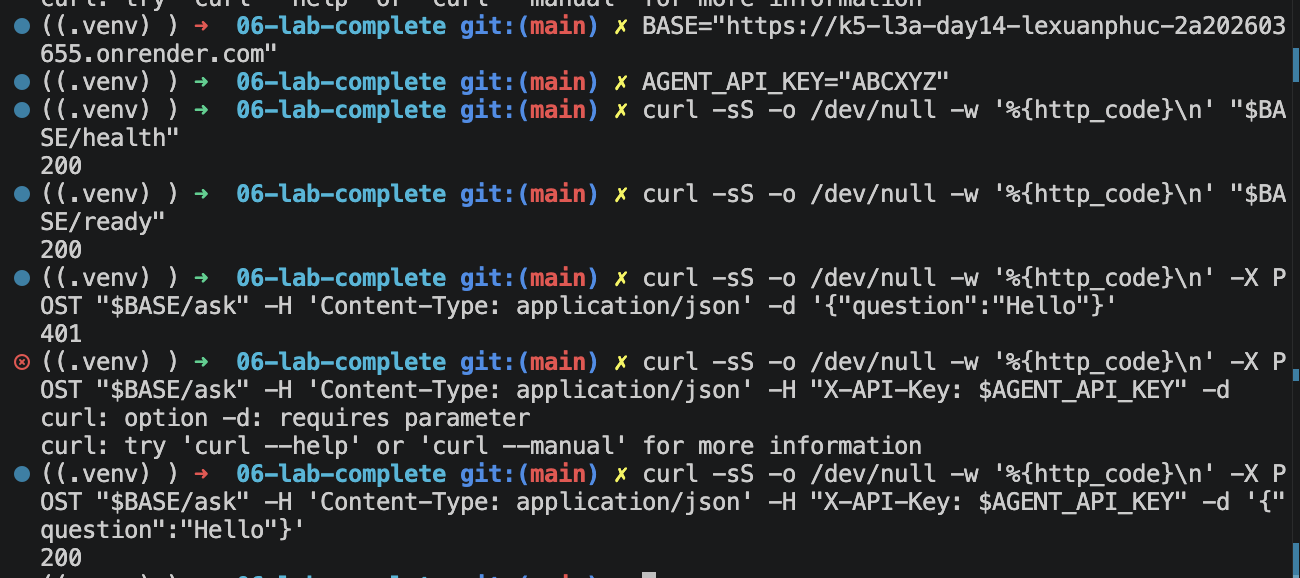 curl: try 'curl --help' or 'curl --manual' for more information
((.venv) ) → 06-lab-complete git:(main) ✗ BASE="https://k5-l3a-day14-lexuanphuc-2a202603
655.onrender.com"
((.venv) ) → 06-lab-complete git:(main) ✗ AGENT_API_KEY="ABCXYZ"
((.venv) ) → 06-lab-complete git:(main) ✗ curl -sS -o /dev/null -w '%{http_code}\n' "$BA
SE/health"
200
((.venv) ) → 06-lab-complete git:(main) ✗ curl -sS -o /dev/null -w '%{http_code}\n' "$BA
SE/ready"
200
((.venv) ) → 06-lab-complete git:(main) ✗ curl -sS -o /dev/null -w '%{http_code}\n' -X P
OST "$BASE/ask" -H 'Content-Type: application/json' -d '{"question":"Hello"}'
401
((.venv) ) → 06-lab-complete git:(main) ✗ curl -sS -o /dev/null -w '%{http_code}\n' -X P
OST "$BASE/ask" -H 'Content-Type: application/json' -H "X-API-Key: $AGENT_API_KEY" -d
curl: option -d: requires parameter
curl: try 'curl --help' or 'curl --manual' for more information
((.venv) ) → 06-lab-complete git:(main) ✗ curl -sS -o /dev/null -w '%{http_code}\n' -X P
OST "$BASE/ask" -H 'Content-Type: application/json' -H "X-API-Key: $AGENT_API_KEY" -d '{"
question":"Hello"}'
200